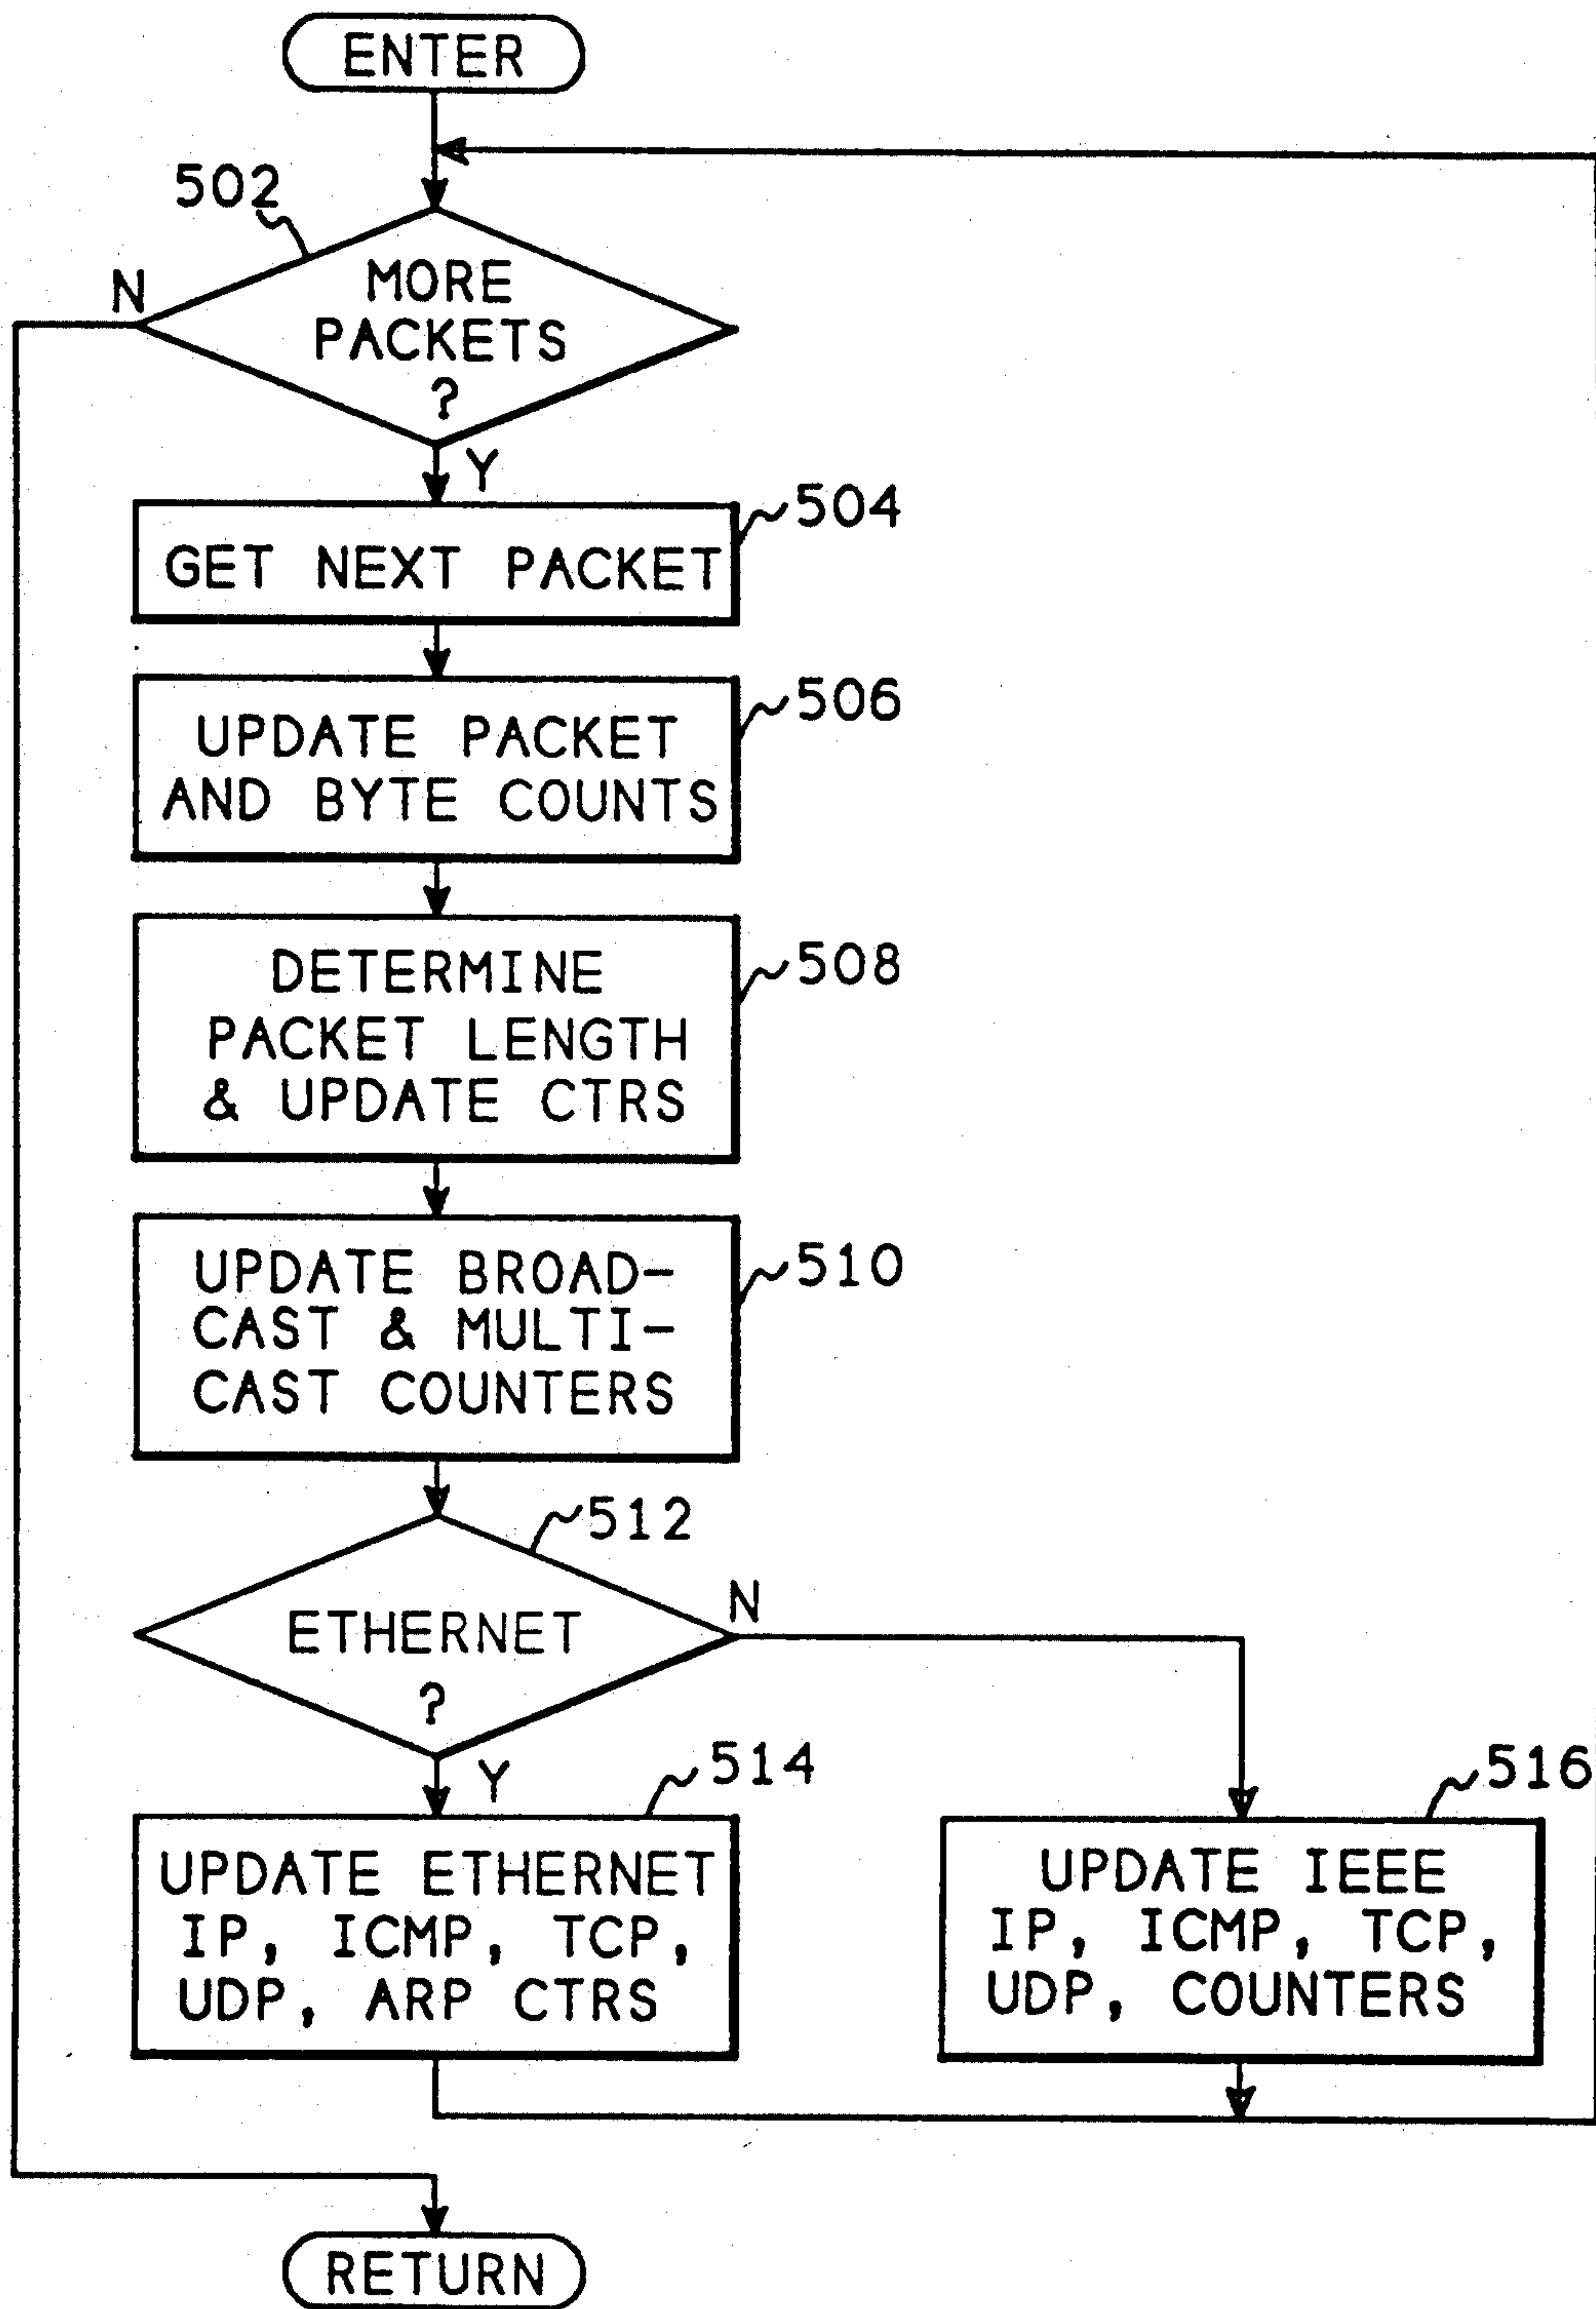 ENTER
502
N
MORE
PACKETS
?
Y
504
GET NEXT PACKET
506
UPDATE PACKET
AND BYTE COUNTS
508
DETERMINE
PACKET LENGTH
& UPDATE CTRS
510
UPDATE BROAD-
CAST & MULTI-
CAST COUNTERS
512
N
ETHERNET
?
Y
514
UPDATE ETHERNET
IP, ICMP, TCP,
UDP, ARP CTRS
516
UPDATE IEEE
IP, ICMP, TCP,
UDP, COUNTERS
RETURN